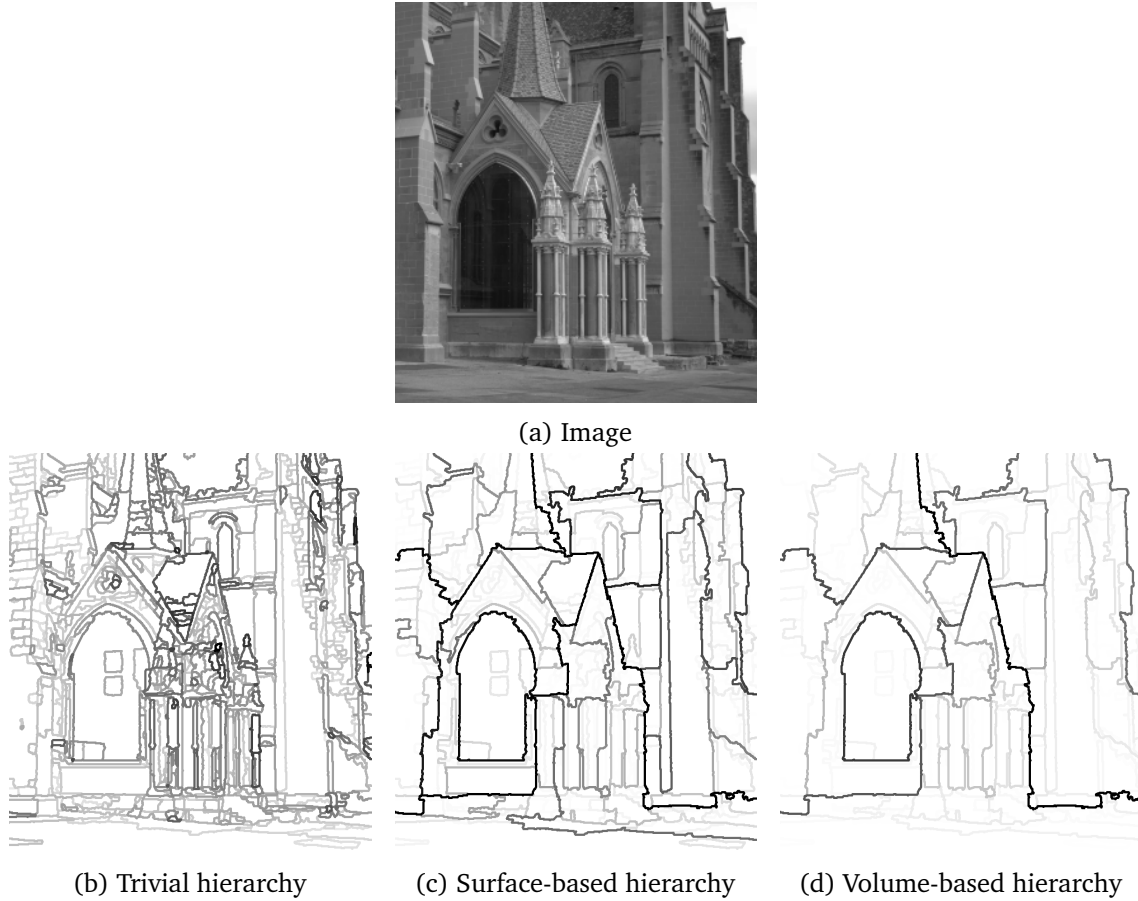 (a) Image
(b) Trivial hierarchy
(c) Surface-based hierarchy
(d) Volume-based hierarchy